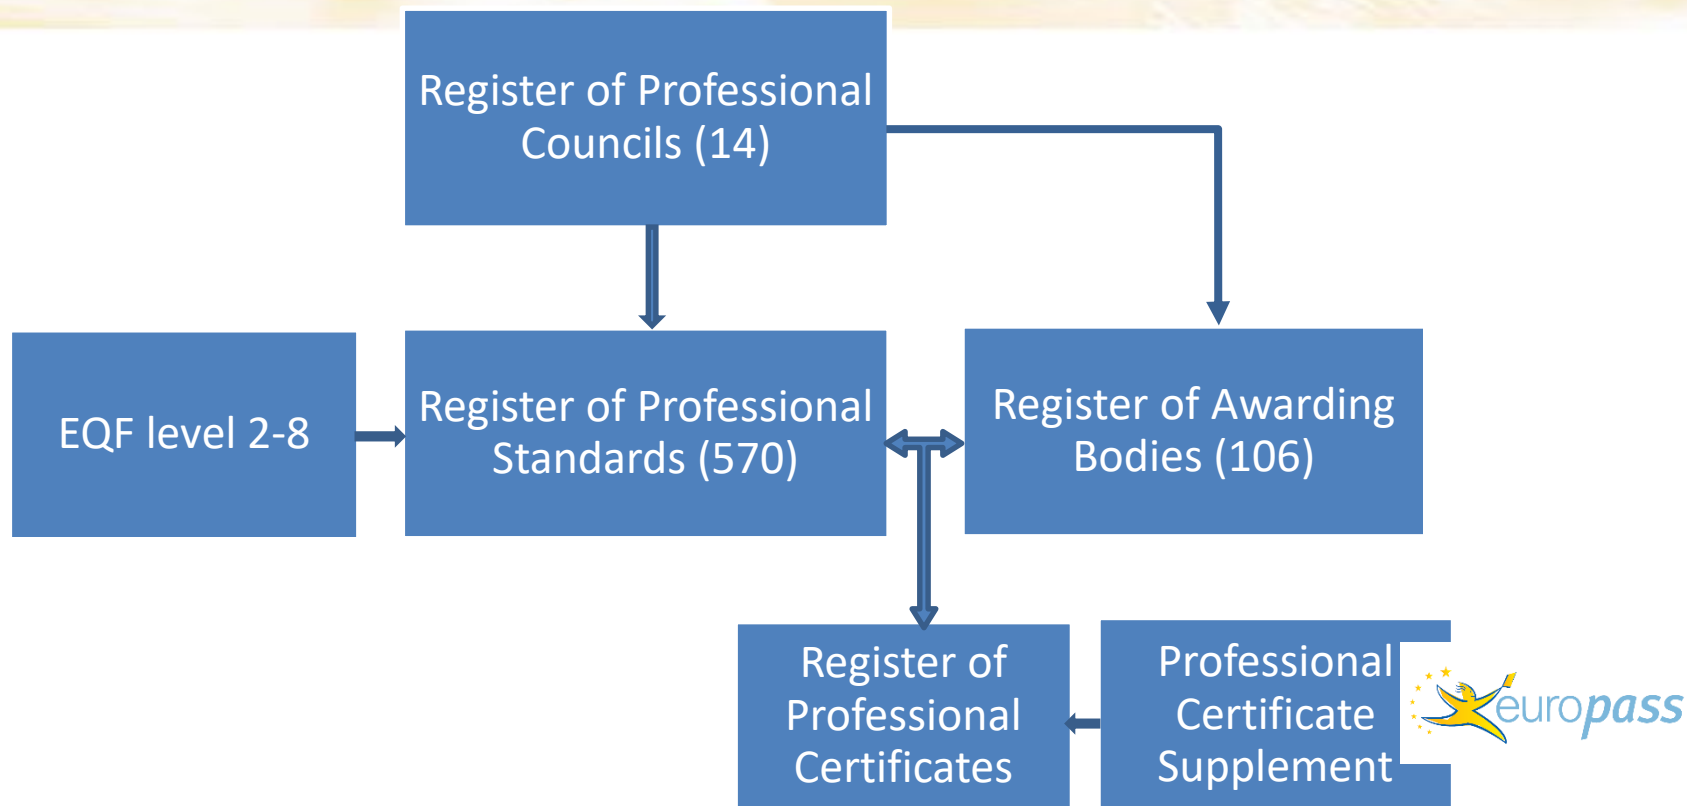 Register of Professional
Councils (14)
EQF level 2-8
Register of Professional
Standards (570)
Register of Awarding
Bodies (106)
Register of
Professional
Certificates
Professional
Certificate
Supplement
europass